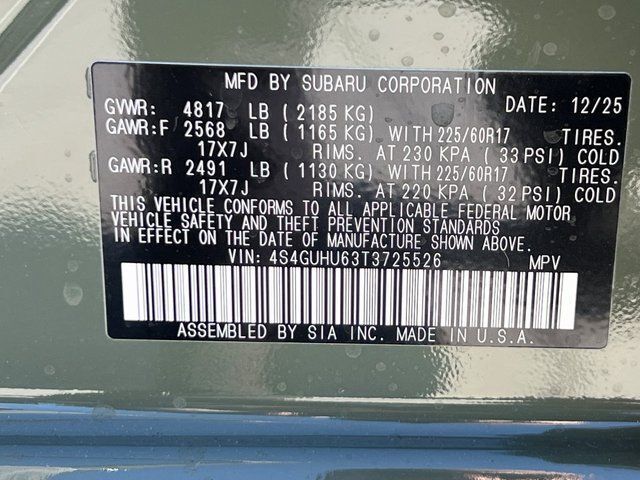 MFD BY SUBARU CORPORATION
GVWR: 4817 LB ( 2185 KG) DATE: 12/25
GAWR:F 2568 LB ( 1165 KG) WITH 225/60R17 TIRES.
17X7J RIMS. AT 230 KPA ( 33 PSI) COLD
GAWR:R 2491 LB ( 1130 KG) WITH 225/60R17 TIRES.
17X7J RIMS. AT 220 KPA ( 32 PSI) COLD
THIS VEHICLE CONFORMS TO ALL APPLICABLE FEDERAL MOTOR
VEHICLE SAFETY AND THEFT PREVENTION STANDARDS
IN EFFECT ON THE DATE OF MANUFACTURE SHOWN ABOVE.
VIN: 4S4GUHU63T3725526 MPV
ASSEMBLED BY SIA INC. MADE IN U.S.A.